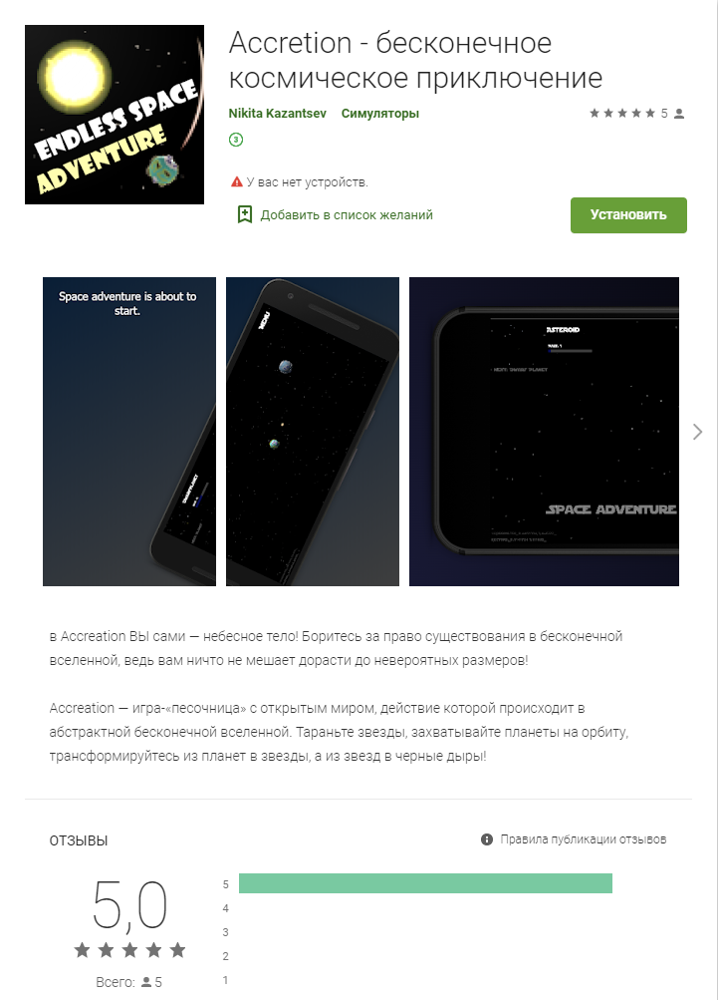 ENDLESS SPACE
ADVENTURE
Accretion - бесконечное
космическое приключение
Nikita Kazantsev Симуляторы
5
3
У вас нет устройств.
Добавить в список желаний
Установить
Space adventure is about to
start.
MENU
ASTEROID
NEXT: DWARF PLANET
SPACE ADVENTURE
в Accreation ВЫ сами — небесное тело! Боритесь за право существования в бесконечной
вселенной, ведь вам ничто не мешает дорасти до невероятных размеров!
Accreation — игра-«песочница» с открытым миром, действие которой происходит в
абстрактной бесконечной вселенной. Тараньте звезды, захватывайте планеты на орбиту,
трансформируйтесь из планет в звезды, а из звезд в черные дыры!
ОТЗЫВЫ
Правила публикации отзывов
5,0
Всего: 5
5
4
3
2
1